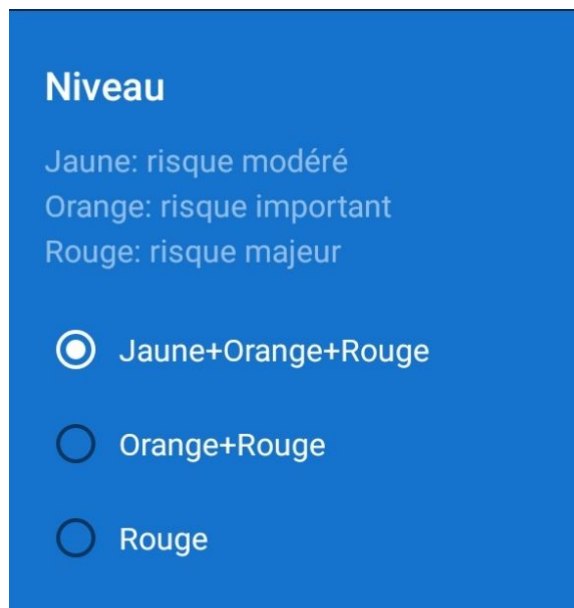 Niveau
Jaune: risque modéré
Orange: risque important
Rouge: risque majeur
Jaune+Orange+Rouge
Orange+Rouge
Rouge